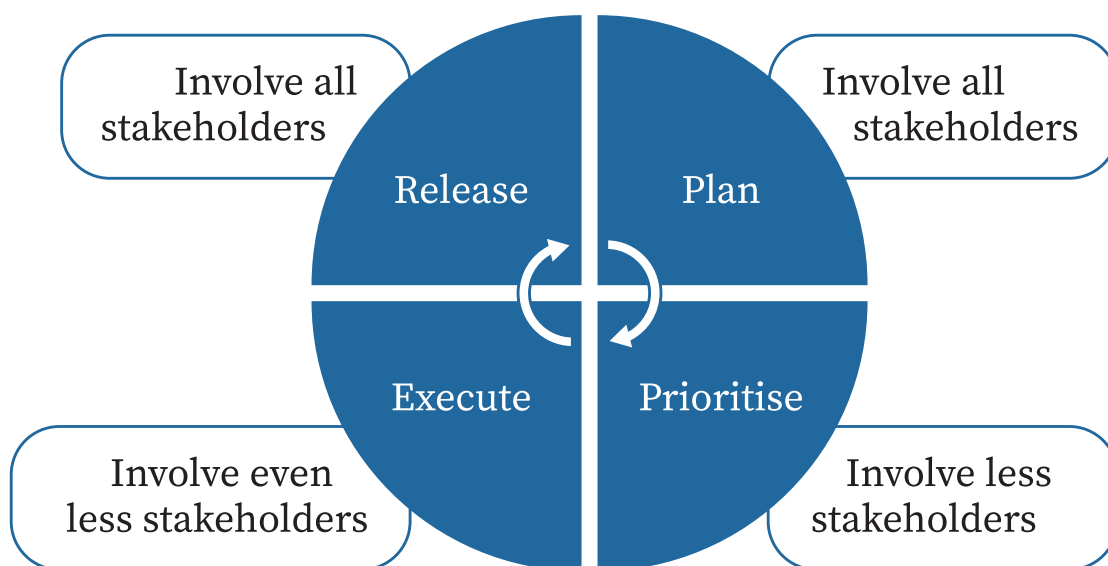 Involve all
stakeholders
Involve all
stakeholders
Release
Plan
Execute
Prioritise
Involve even
less stakeholders
Involve less
stakeholders